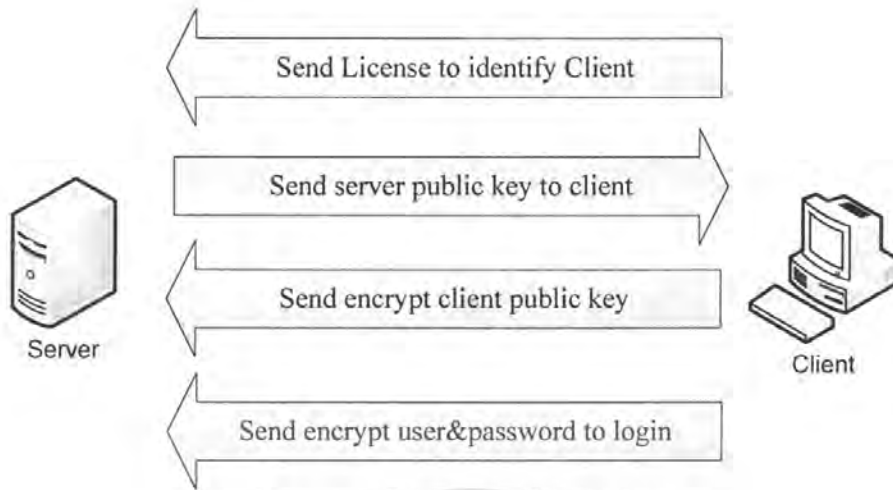 Send License to identify Client
Send server public key to client
Send encrypt client public key
Server
Client
Send encrypt user&password to login